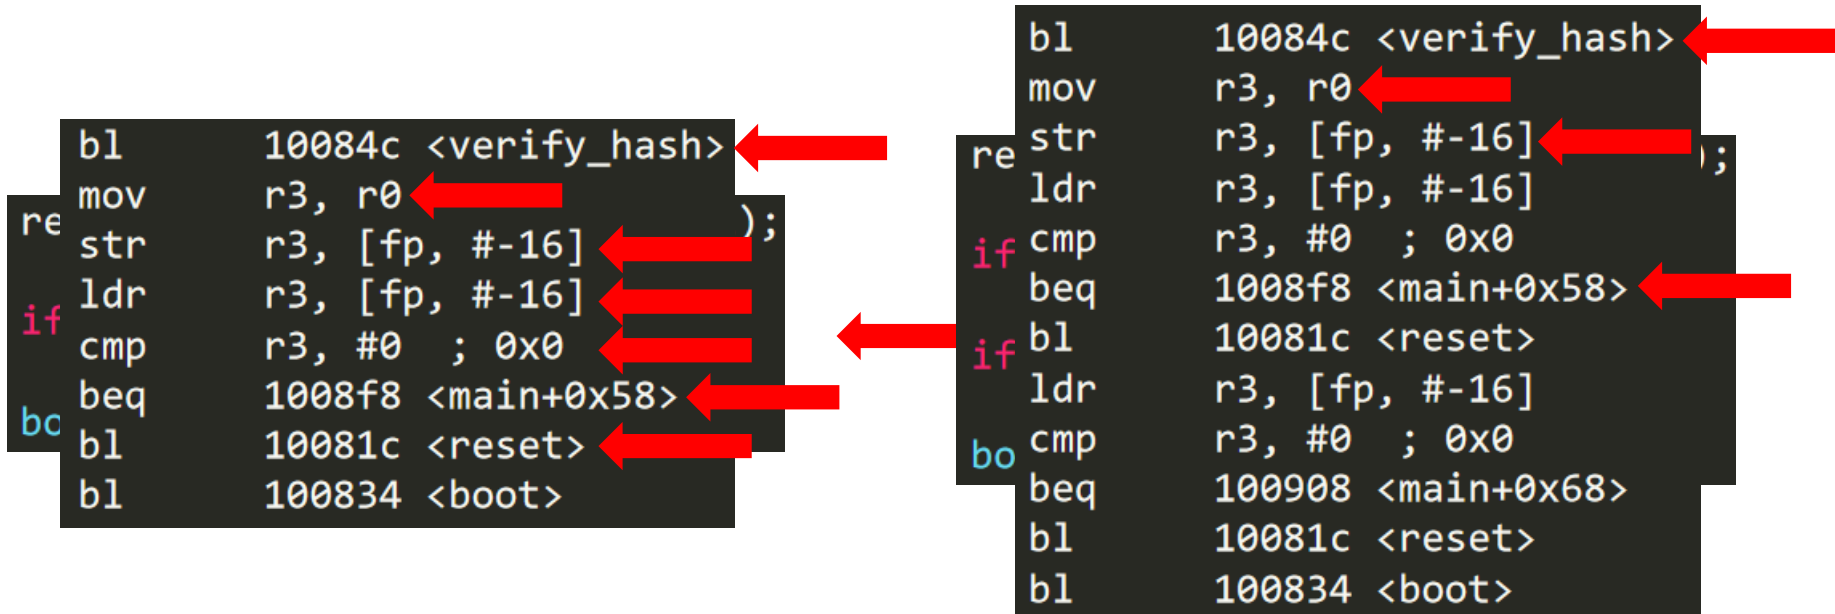 bl 10084c <verify_hash>
mov r3, r0
str r3, [fp, #-16]
ldr r3, [fp, #-16]
cmp r3, #0 ; 0x0
beq 1008f8 <main+0x58>
bl 10081c <reset>
bl 100834 <boot>
re
);
if
bo
bl 10084c <verify_hash>
mov r3, r0
str r3, [fp, #-16]
ldr r3, [fp, #-16]
cmp r3, #0 ; 0x0
beq 1008f8 <main+0x58>
bl 10081c <reset>
ldr r3, [fp, #-16]
cmp r3, #0 ; 0x0
beq 100908 <main+0x68>
bl 10081c <reset>
bl 100834 <boot>
re
);
if
if
bo